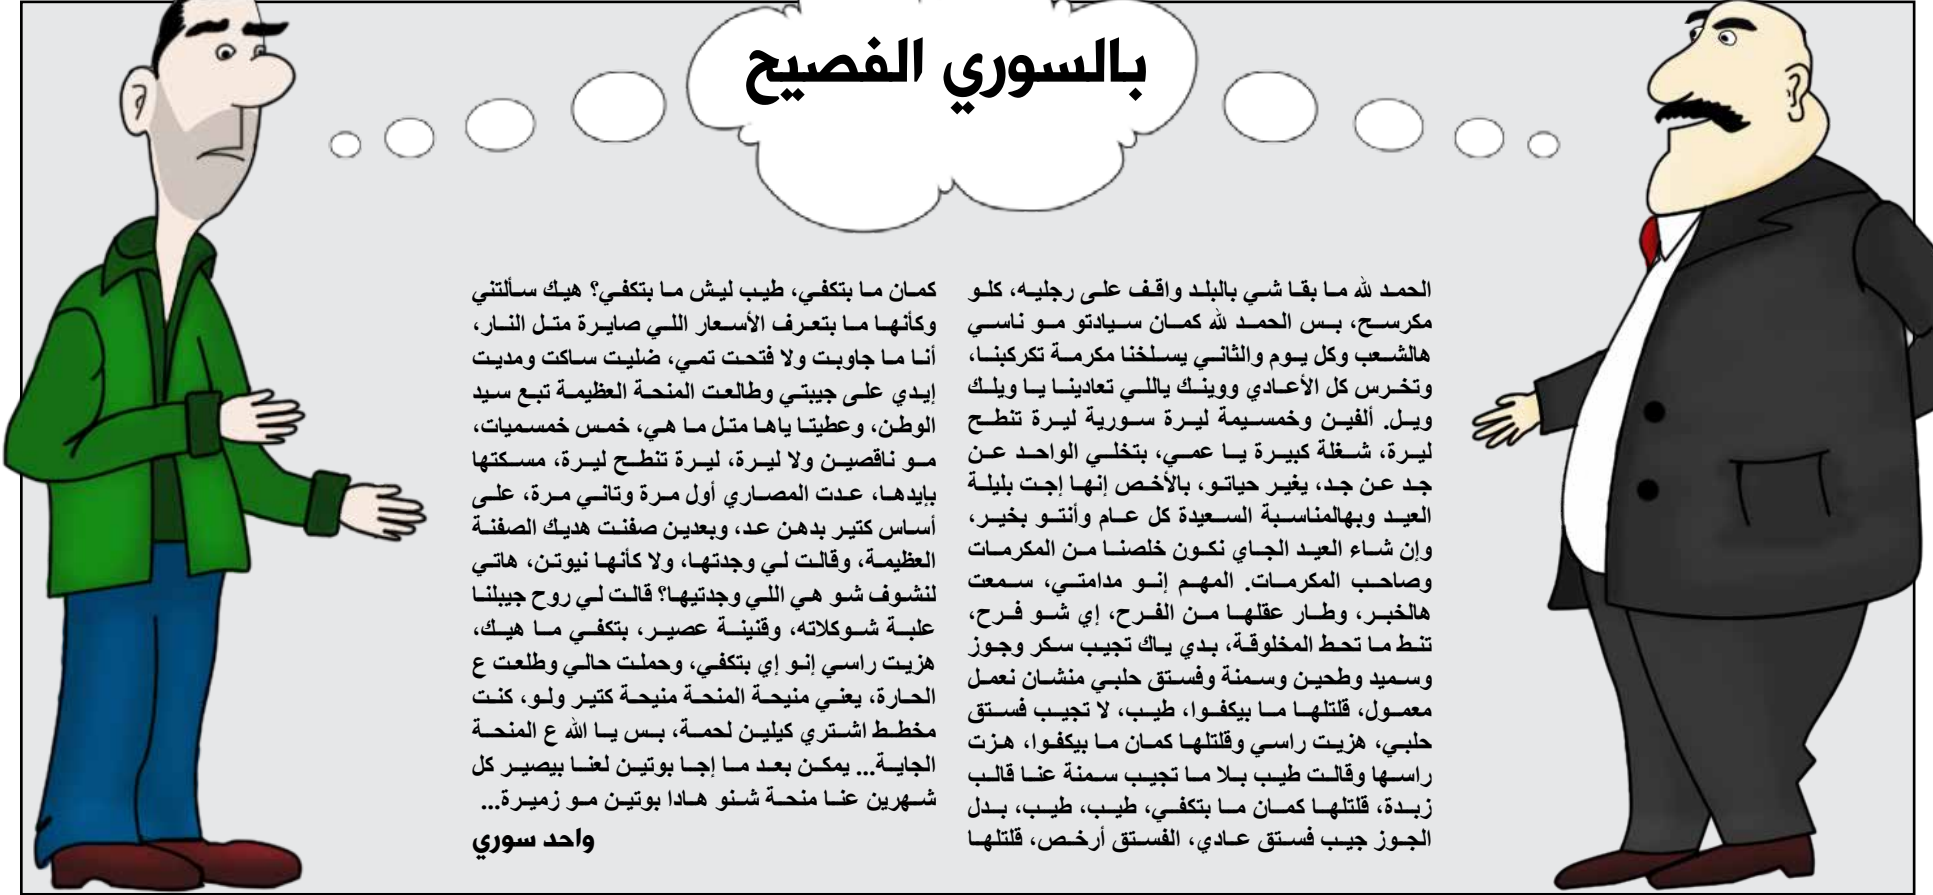 بالسوري الفصيح
الحمد لله ما بقا شي بالبلد واقف على رجليه، كلو
مكرسح، بس الحمد لله كمان سيادتو مو ناسي
هالشعب وكل يوم والثاني يسلخنا مكرمة تكركبنا،
وتخرس كل الأعادي ووينك ياللي تعادينا يا ويلك
ويل. ألفين وخمسيمة ليرة سورية ليرة تنطح
ليرة، شغلة كبيرة يا عمي، بتخلي الواحد عن
جد عن جد، يغير حياتو، بالأخص إنها إجت بليلة
العيد وبهالمناسبة السعيدة كل عام وأنتو بخير،
وإن شاء العيد الجاي نكون خلصنا من المكرمات
وصاحب المكرمات. المهم إنو مدامتي، سمعت
هالخبر، وطار عقلها من الفرح، إي شو فرح،
تنط ما تحط المخلوقة، بدي ياك تجيب سكر وجوز
وسميد وطحين وسمنة وفستق حلبي منشان نعمل
معمول، قلتلها ما بيكفوا، طيب، لا تجيب فستق
حلبي، هزيت راسي وقلتلها كمان ما بيكفوا، هزت
راسها وقالت طيب بلا ما تجيب سمنة عنا قالب
زبدة، قلتلها كمان ما بتكفي، طيب، طيب، بدل
الجوز جيب فستق عادي، الفستق أرخص، قلتلها
كمان ما بتكفي، طيب ليش ما بتكفي؟ هيك سألتني
وكأنها ما بتعرف الأسعار اللي صايرة متل النار،
أنا ما جاوبت ولا فتحت تمي، ضليت ساكت ومديت
إيدي على جيبتي وطالعت المنحة العظيمة تبع سيد
الوطن، وعطيتا ياها متل ما هي، خمس خمسميات،
مو ناقصين ولا ليرة، ليرة تنطح ليرة، مسكتها
بايدها، عدت المصاري أول مرة وتاني مرة، على
أساس كتير بدهن عد، وبعدين صفنت هديك الصفنة
العظيمة، وقالت لي وجدتها، ولا كأنها نيوتن، هاتي
لنشوف شو هي اللي وجدتيها؟ قالت لي روح جيبلنا
علبة شوكلاته، وقنينة عصير، بتكفي ما هيك،
هزيت راسي إنو إي بتكفي، وحملت حالي وطلعت ع
الحارة، يعني منيحة المنحة منيحة كتير ولو، كنت
مخطط اشتري كيلين لحمة، بس يا الله ع المنحة
الجاية... يمكن بعد ما إجا بوتين لعنا بيصير كل
شهرين عنا منحة شنو هادا بوتين مو زميرة...
واحد سوري